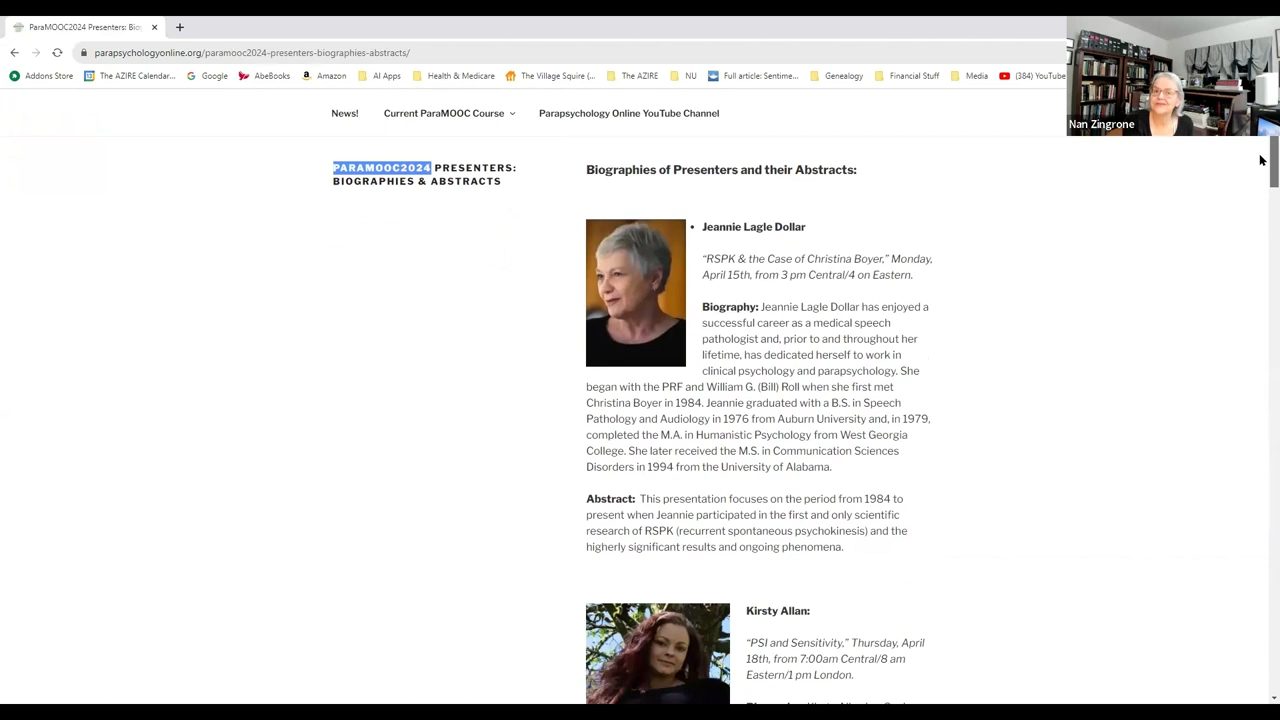 ParaMOOC2024 Presenters: Bio
parapsychologyonline.org/paramooc2024-presenters-biographies-abstracts/
Addons Store
The AZIRE Calendar...
Google
AbeBooks
Amazon
AI Apps
Health & Medicare
The Village Squire (...
The AZIRE
NU
Full article: Sentime...
Genealogy
Financial Stuff
Media
(384) YouTube
Nan Zingrone
News!
Current ParaMOOC Course
Parapsychology Online YouTube Channel
PARAMOOC2024 PRESENTERS:
BIOGRAPHIES & ABSTRACTS
Biographies of Presenters and their Abstracts:
• Jeannie Lagle Dollar
“RSPK & the Case of Christina Boyer,” Monday,
April 15th, from 3 pm Central/4 on Eastern.
Biography: Jeannie Lagle Dollar has enjoyed a
successful career as a medical speech
pathologist and, prior to and throughout her
lifetime, has dedicated herself to work in
clinical psychology and parapsychology. She
began with the PRF and William G. (Bill) Roll when she first met
Christina Boyer in 1984. Jeannie graduated with a B.S. in Speech
Pathology and Audiology in 1976 from Auburn University and, in 1979,
completed the M.A. in Humanistic Psychology from West Georgia
College. She later received the M.S. in Communication Sciences
Disorders in 1994 from the University of Alabama.
Abstract: This presentation focuses on the period from 1984 to
present when Jeannie participated in the first and only scientific
research of RSPK (recurrent spontaneous psychokinesis) and the
higherly significant results and ongoing phenomena.
Kirsty Allan:
“PSI and Sensitivity,” Thursday, April
18th, from 7:00am Central/8 am
Eastern/1 pm London.